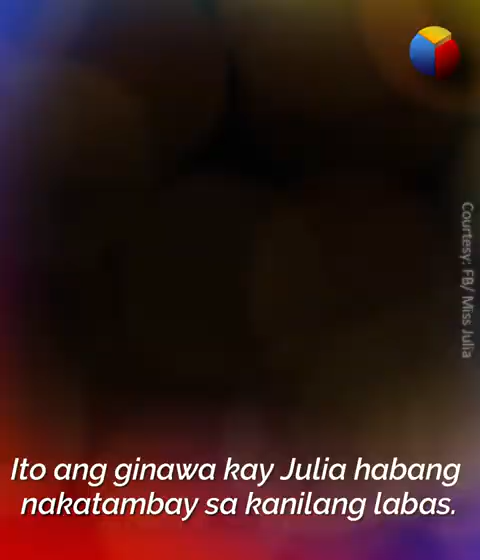 Courtesy: FB/ Miss Julia
Ito ang ginawa kay Julia habang
nakatambay sa kanilang labas.